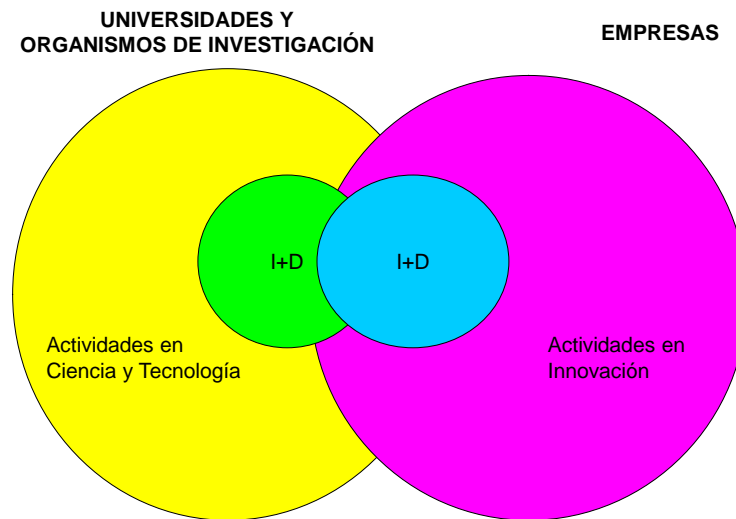 UNIVERSIDADES Y
ORGANISMOS DE INVESTIGACIÓN
EMPRESAS
I+D
I+D
Actividades en
Ciencia y Tecnología
Actividades en
Innovación